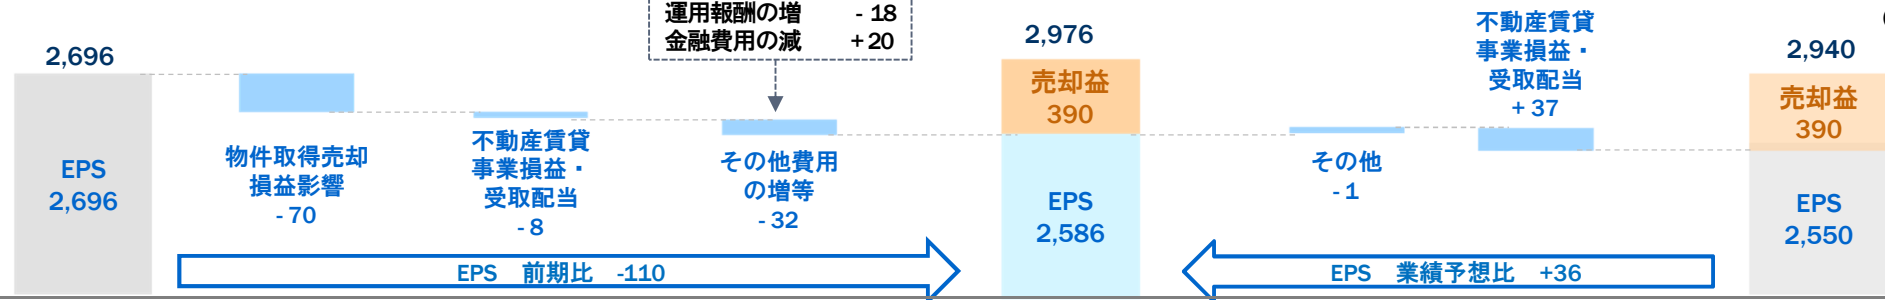 運用報酬の増 - 18
金融費用の減 +20
2,696
EPS
2,696
物件取得売却
損益影響
- 70
不動産賃貸
事業損益・
受取配当
- 8
その他費用
の増等
- 32
2,976
売却益
390
EPS
2,586
その他
- 1
不動産賃貸
事業損益・
受取配当
+ 37
2,940
売却益
390
EPS
2,550
EPS 前期比 -110
EPS 業績予想比 +36